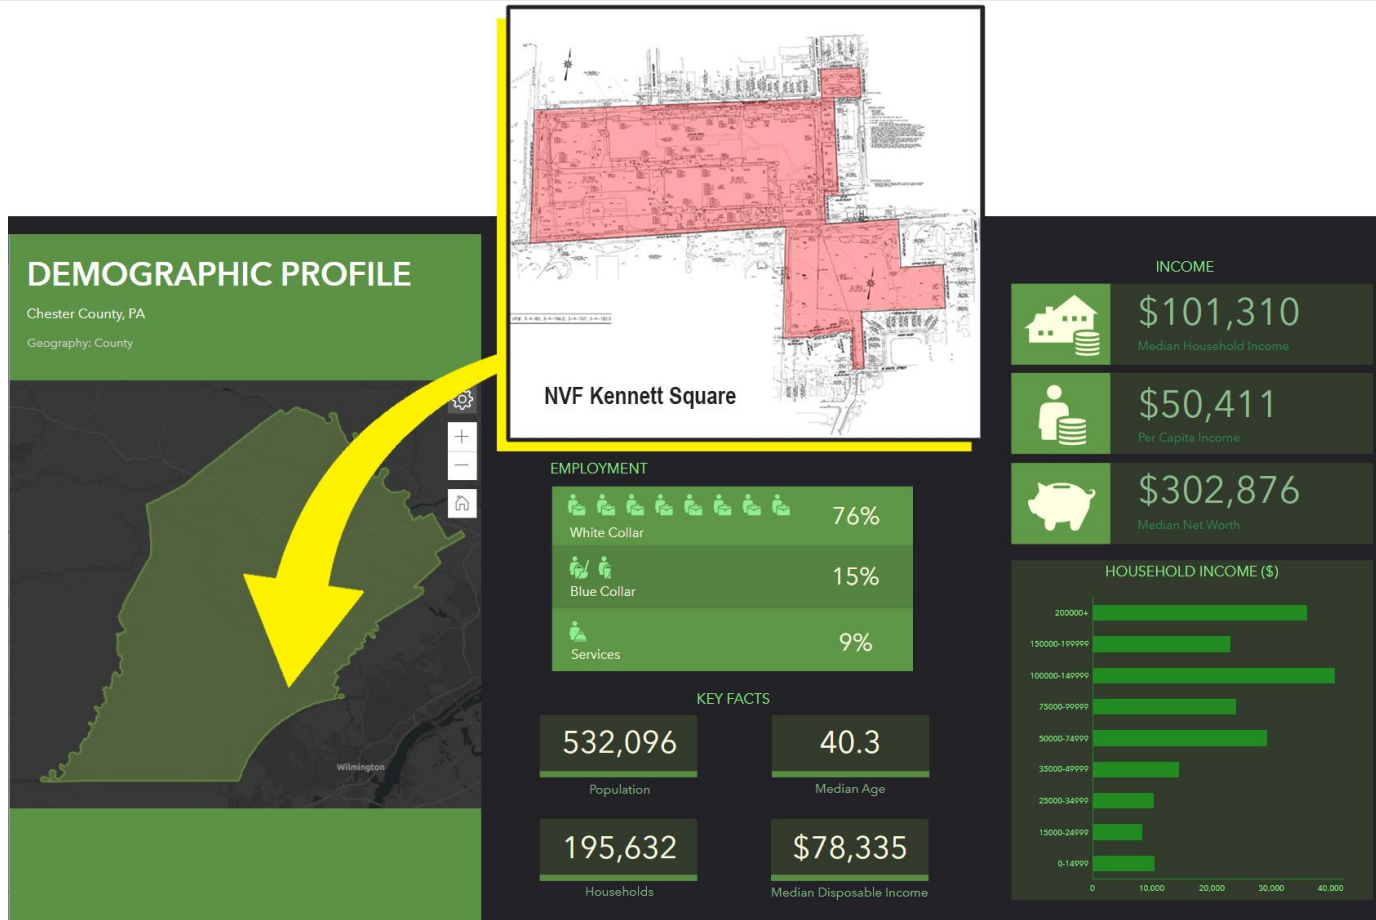 DEMOGRAPHIC PROFILE
Chester County, PA
Geography: County
Wilmington
NVF Kennett Square
EMPLOYMENT
White Collar
76%
Blue Collar
15%
Services
9%
KEY FACTS
532,096
Population
40.3
Median Age
195,632
Households
$78,335
Median Disposable Income
INCOME
$101,310
Median Household Income
$50,411
Per Capita Income
$302,876
Median Net Worth
HOUSEHOLD INCOME ($)
200000+
150000-199999
100000-149999
75000-99999
50000-74999
35000-49999
25000-34999
15000-24999
0-14999
0 10,000 20,000 30,000 40,000